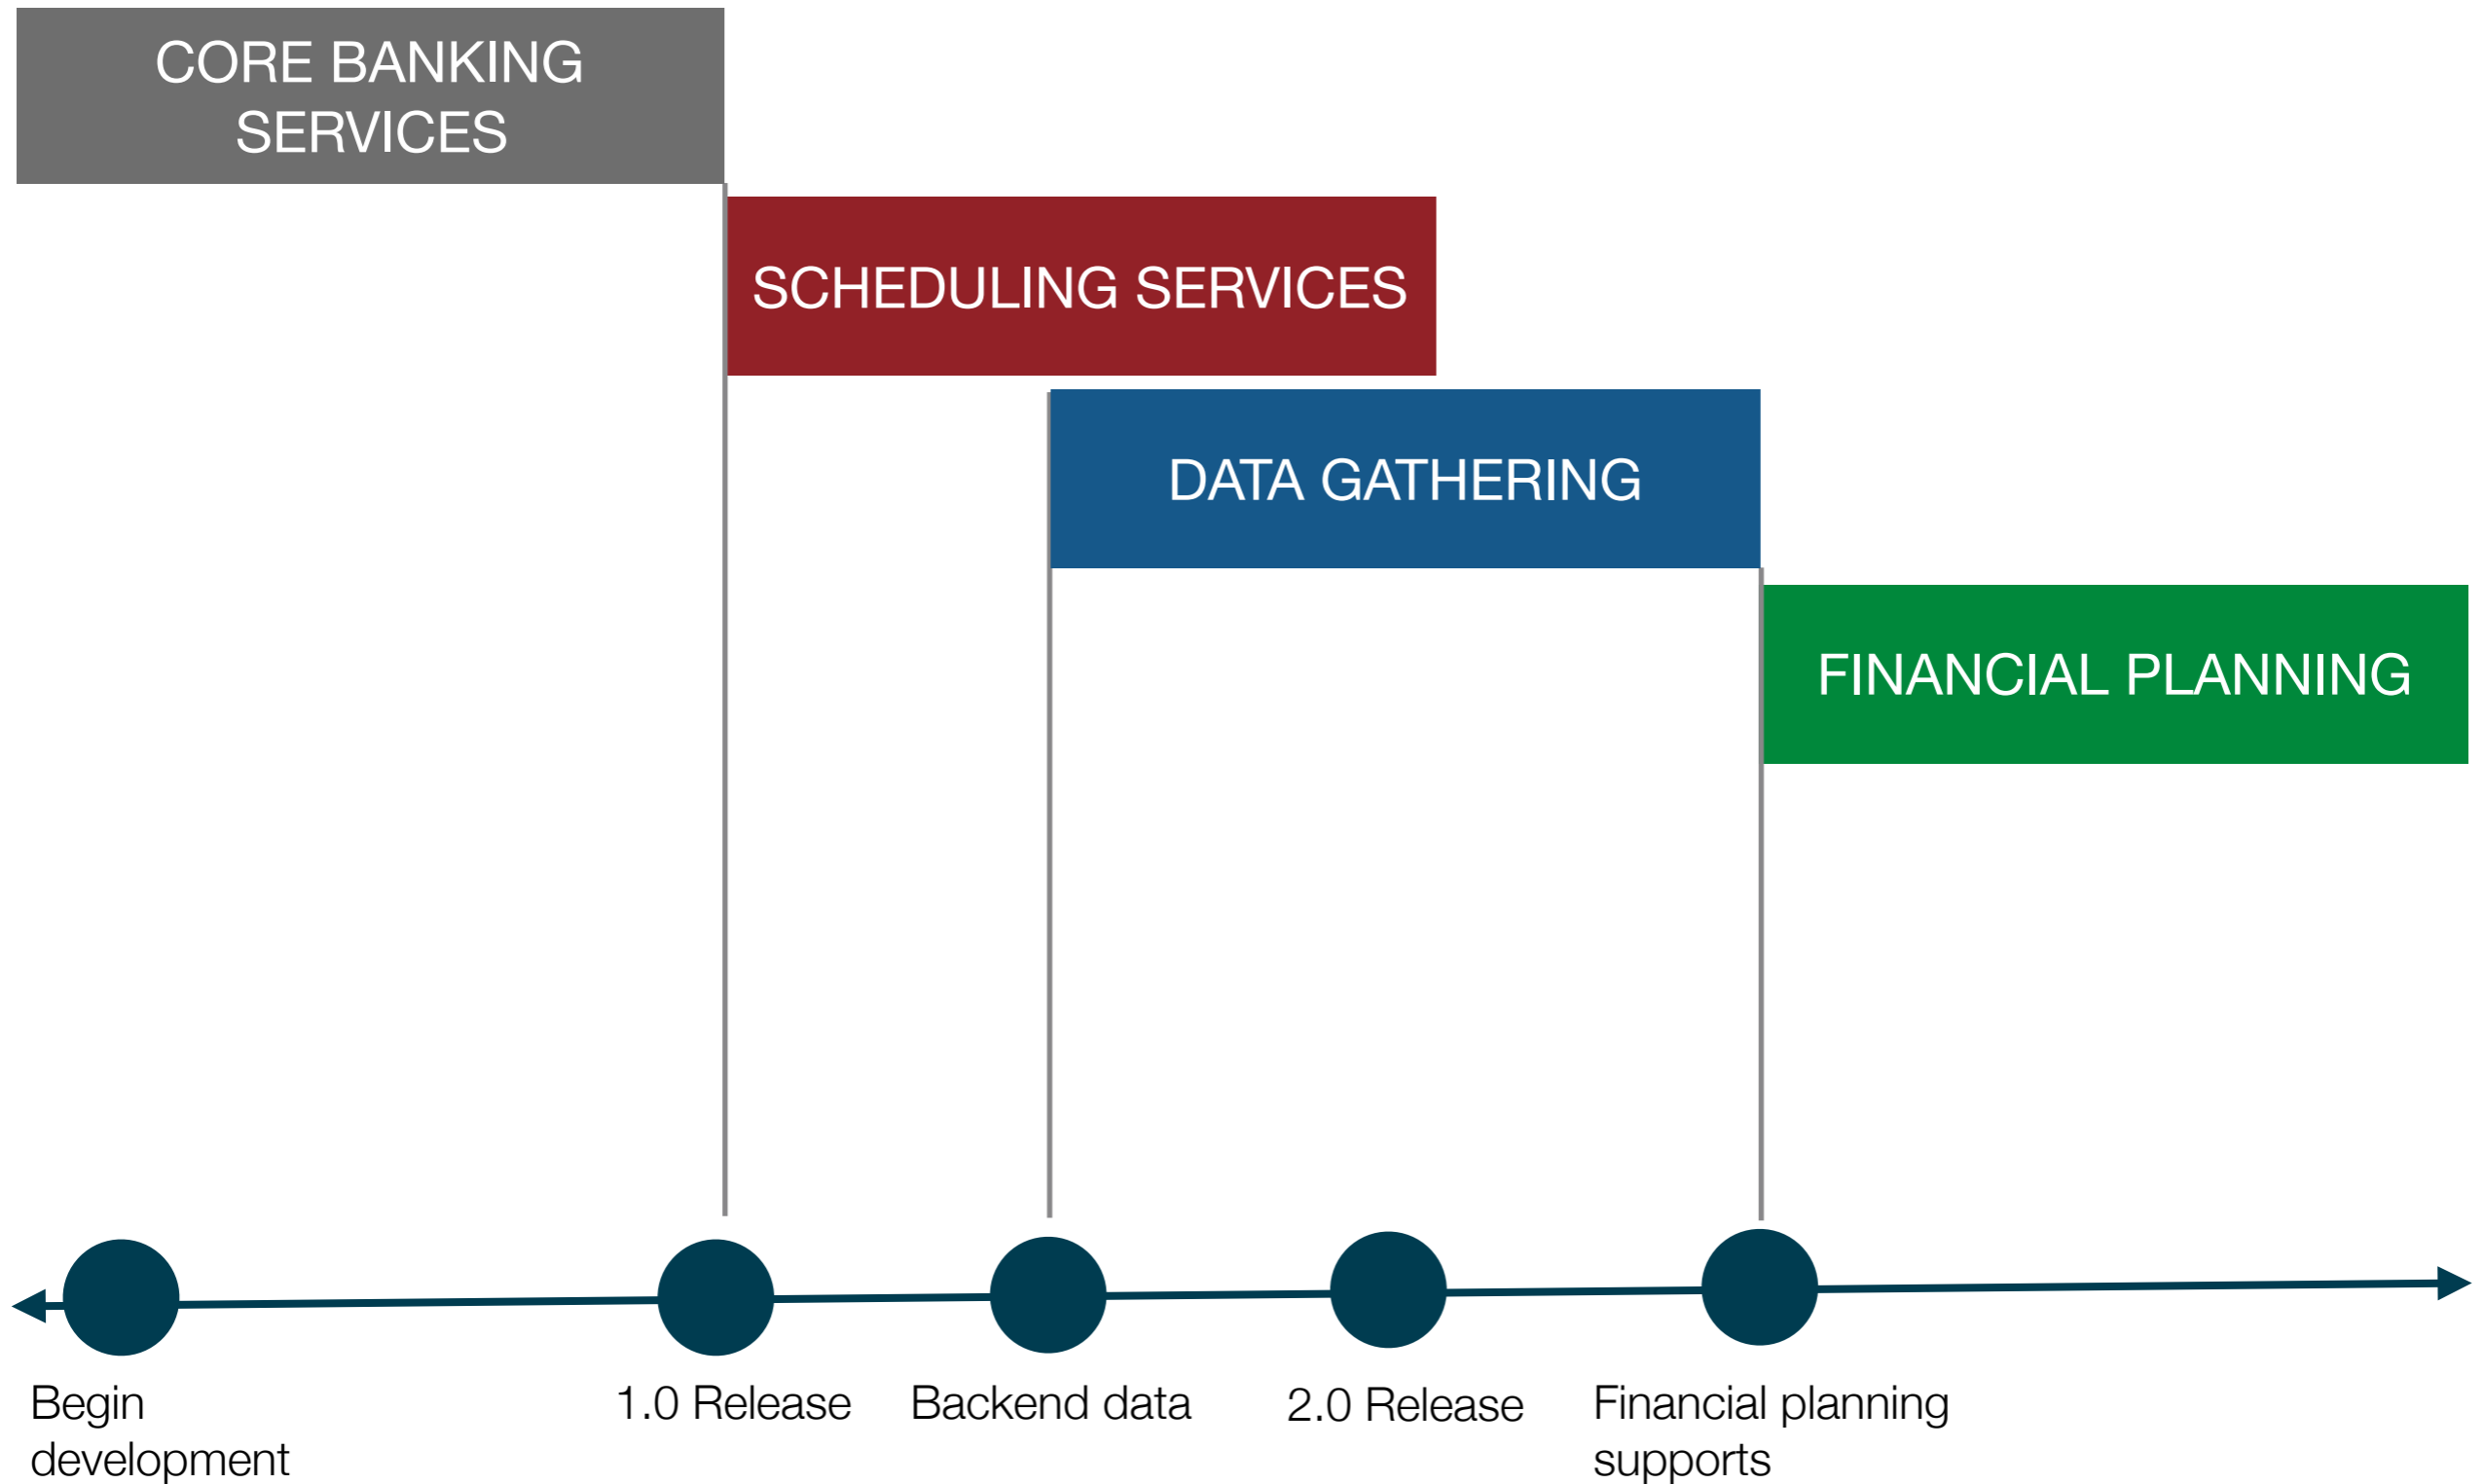 CORE BANKING
SERVICES
SCHEDULING SERVICES
DATA GATHERING
FINANCIAL PLANNING
Begin
development
1.0 Release
Backend data
2.0 Release
Financial planning
supports